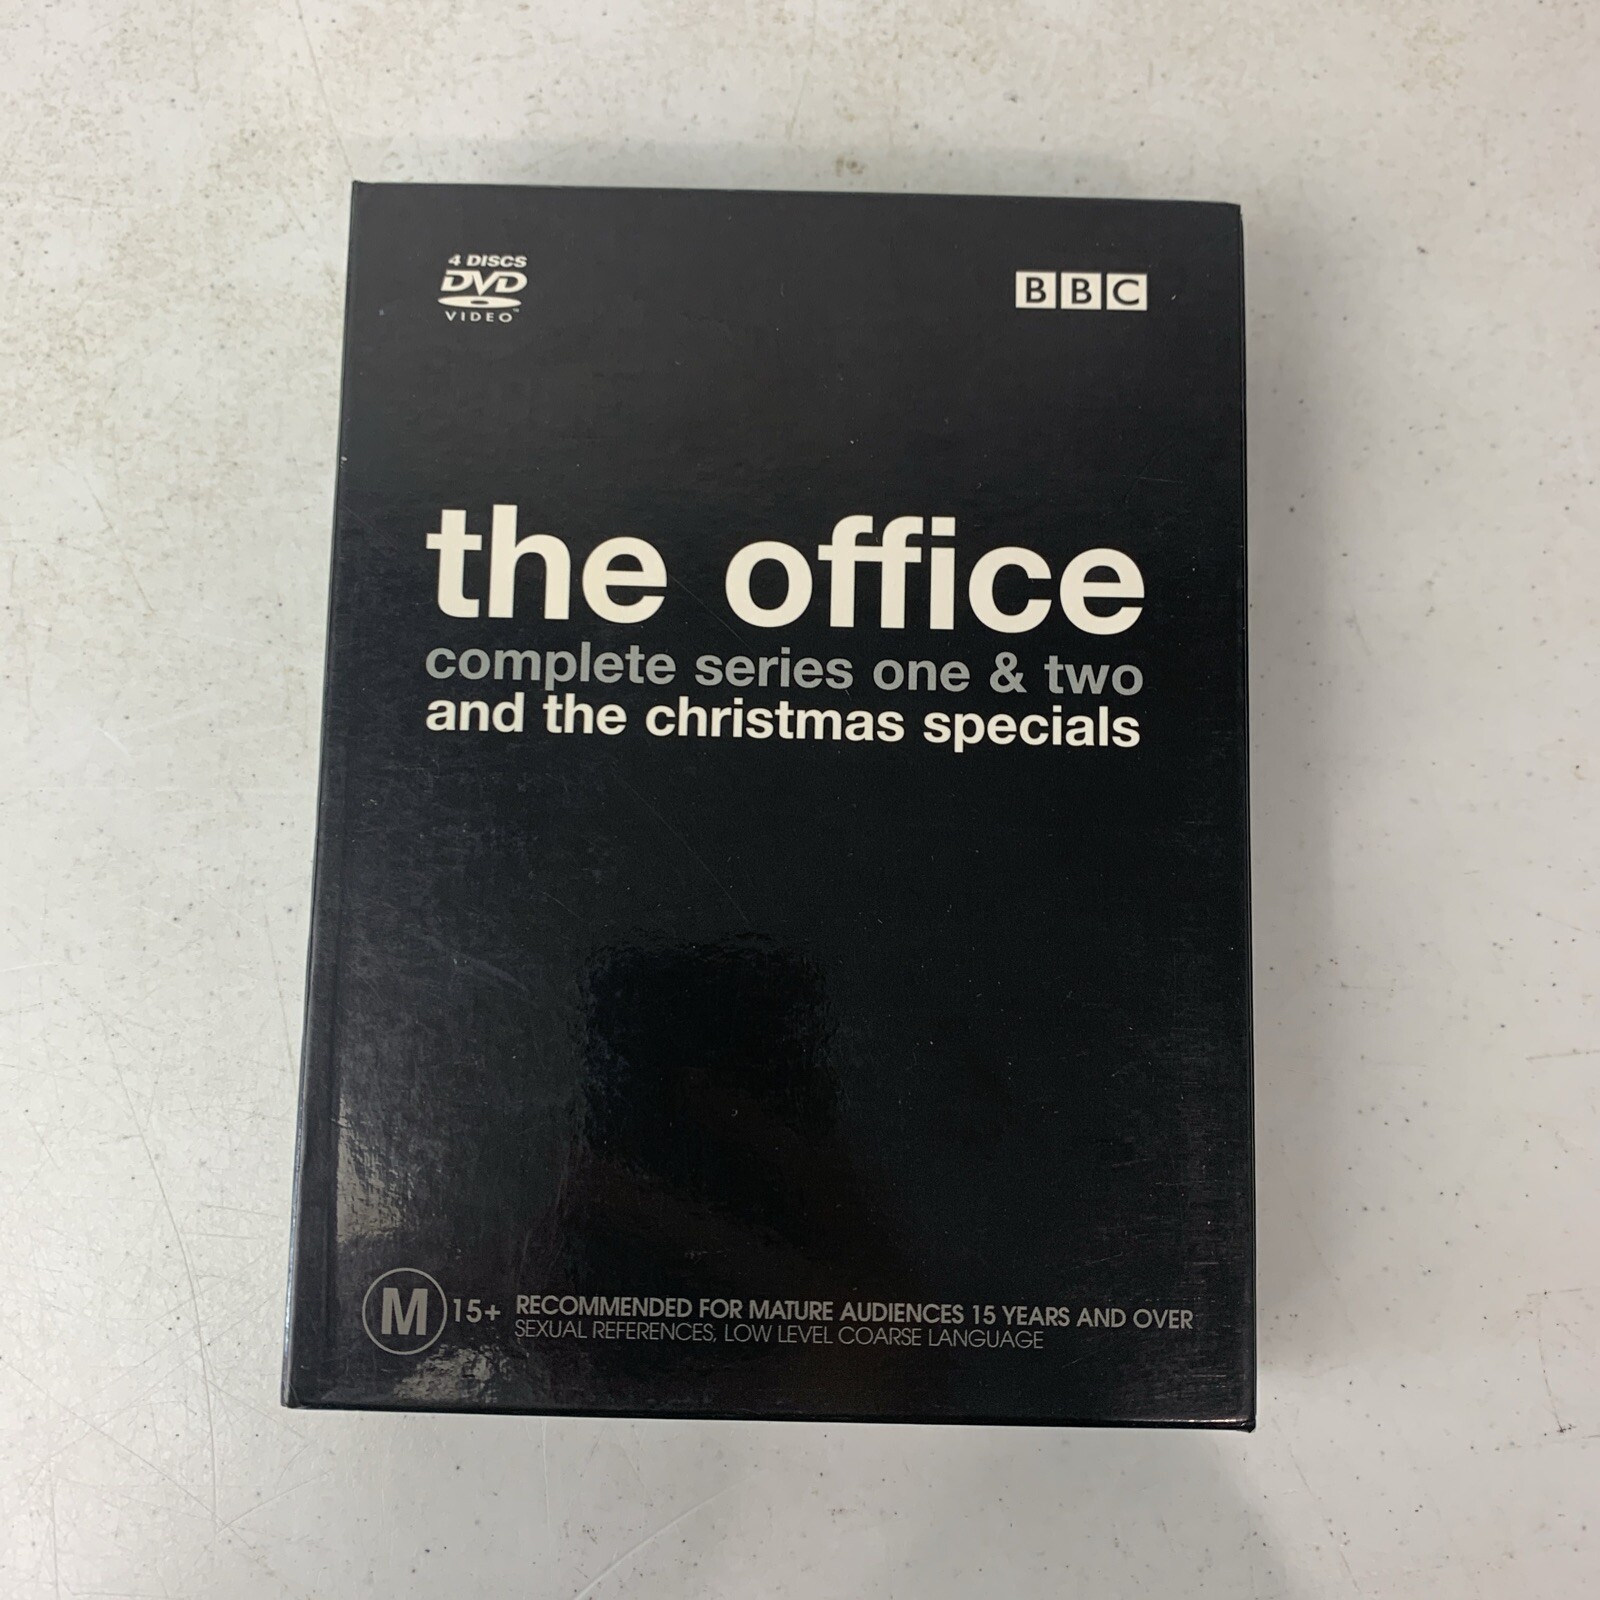 4 DISCS
DVD
VIDEO™
BBC
the office
complete series one & two
and the christmas specials
M 15+ RECOMMENDED FOR MATURE AUDIENCES 15 YEARS AND OVER
SEXUAL REFERENCES, LOW LEVEL COARSE LANGUAGE